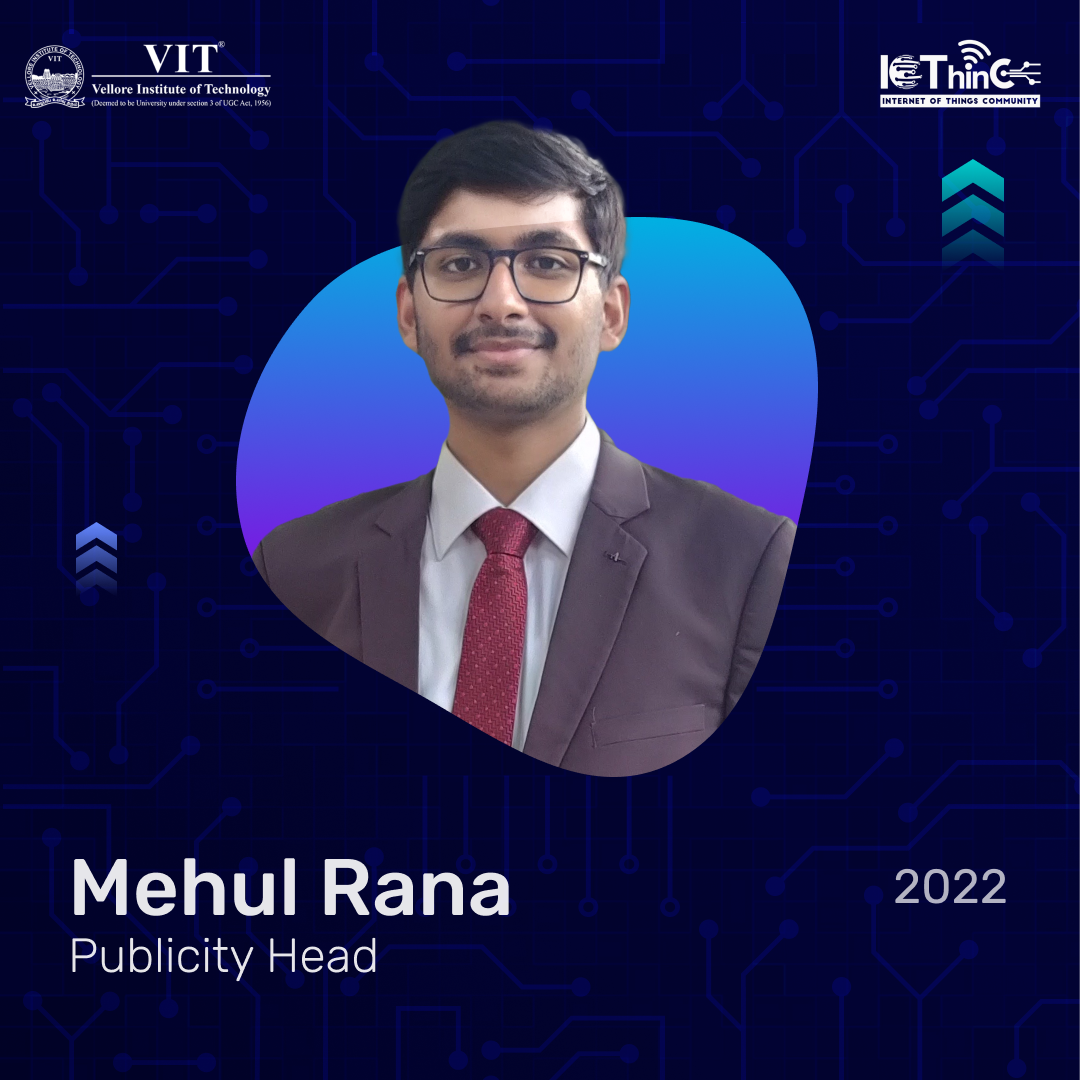 VIT
VIT®
Vellore Institute of Technology
(Deemed to be University under section 3 of UGC Act, 1956)
IoThinC
INTERNET OF THINGS COMMUNITY
Mehul Rana
Publicity Head
2022